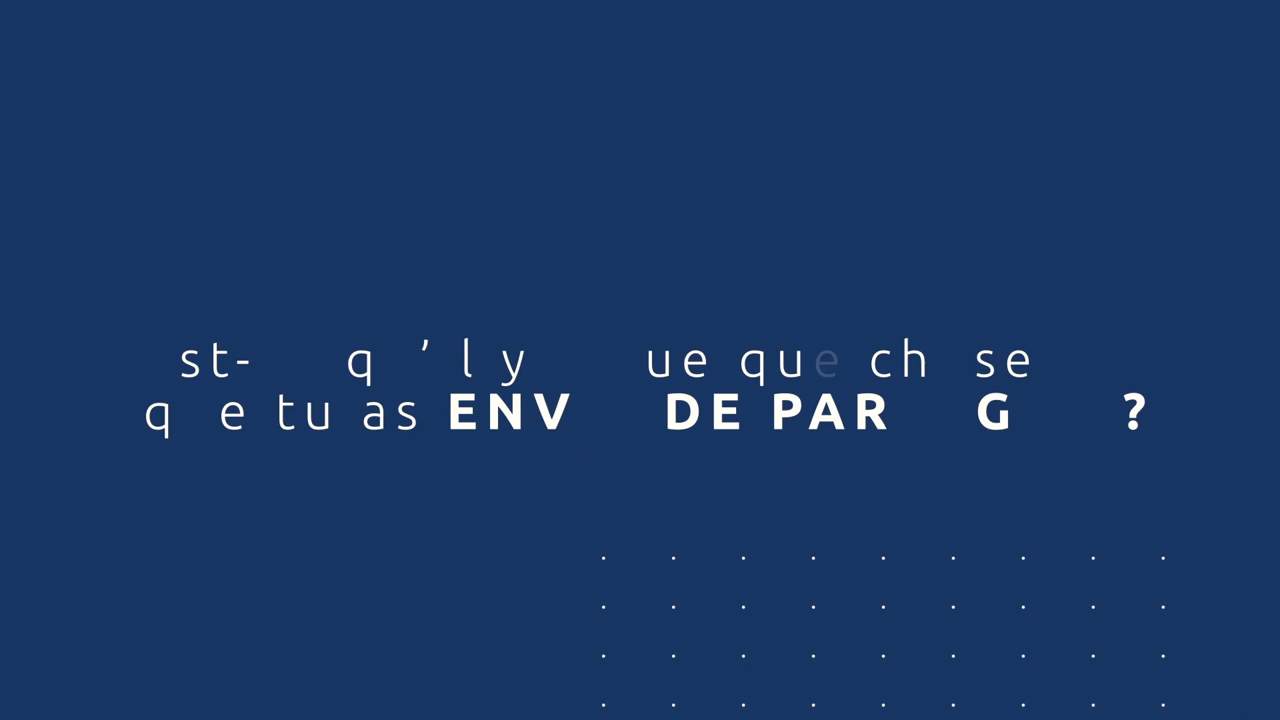 st- q ’ l y ue que ch se
q e tu as ENV DE PAR G ?